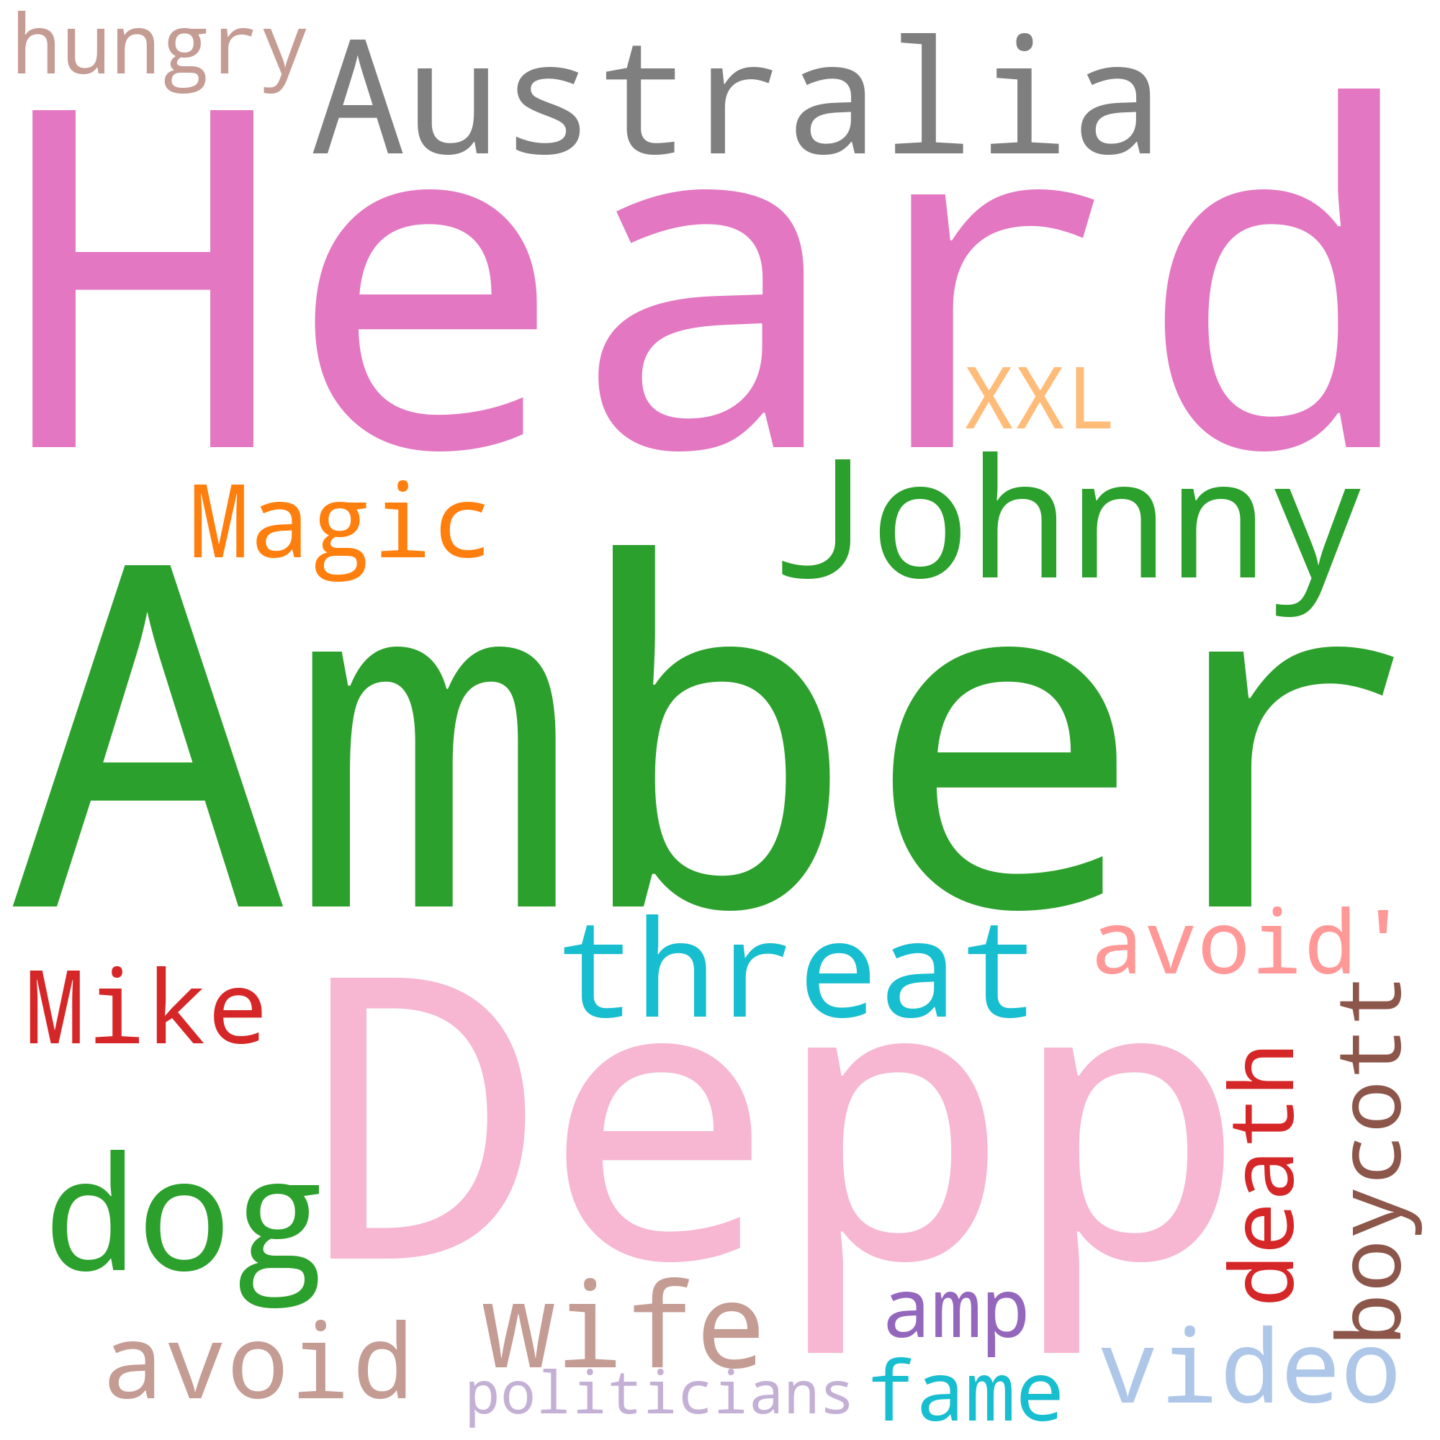 hungry
Australia
Heard
XXL
Magic
Johnny
Amber
threat
avoid'
Mike
Depp
death
boycott
dog
wife
amp
avoid
video
politicians
fame